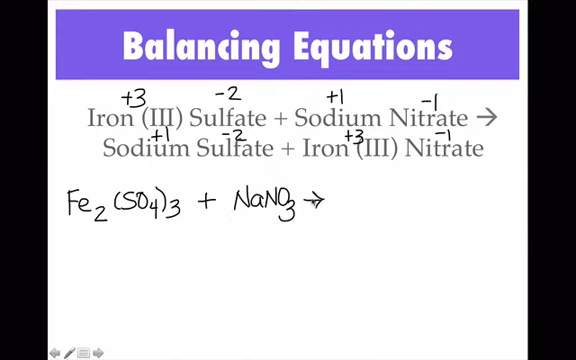 Balancing Equations
+3 -2 +1 -1
Iron (III) Sulfate + Sodium Nitrate →
+1 -2 +3 -1
Sodium Sulfate + Iron (III) Nitrate
Fe₂(SO₄)₃ + NaNO₃ →